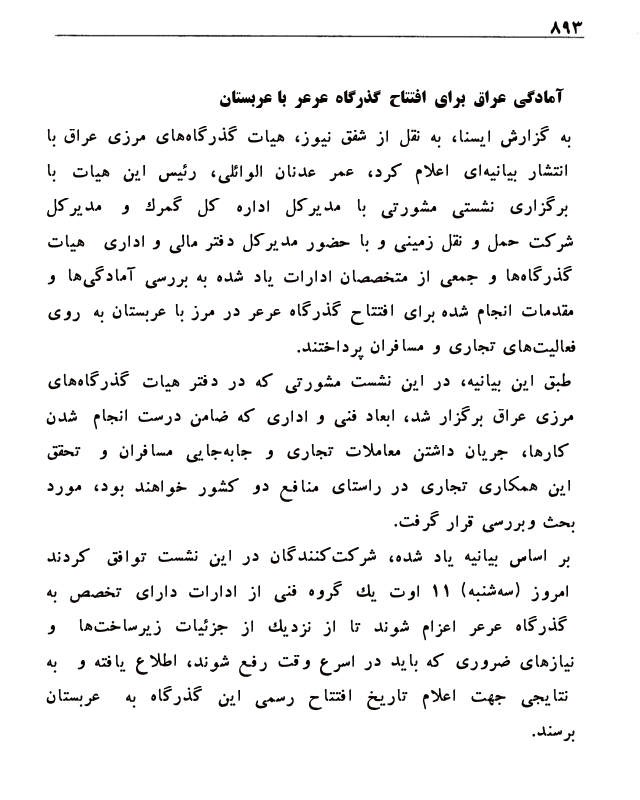 ۸۹۳
آمادگی عراق برای افتتاح گذرگاه عرعر با عربستان
به گزارش ایسنا، به نقل از شفق نیوز، هیات گذرگاه‌های مرزی عراق با
انتشار بیانیه‌ای اعلام کرد، عمر عدنان الوائلی، رئیس این هیات با
برگزاری نشستی مشورتی با مدیرکل اداره کل گمرك و مدیرکل
شرکت حمل و نقل زمینی و با حضور مدیرکل دفتر مالی و اداری هیات
گذرگاه‌ها و جمعی از متخصصان ادارات یاد شده به بررسی آمادگی‌ها و
مقدمات انجام شده برای افتتاح گذرگاه عرعر در مرز با عربستان به روی
فعالیت‌های تجاری و مسافران پرداختند.
طبق این بیانیه، در این نشست مشورتی که در دفتر هیات گذرگاه‌های
مرزی عراق برگزار شد، ابعاد فنی و اداری که ضامن درست انجام شدن
کارها، جریان داشتن معاملات تجاری و جابه‌جایی مسافران و تحقق
این همکاری تجاری در راستای منافع دو کشور خواهند بود، مورد
بحث وبررسی قرار گرفت.
بر اساس بیانیه یاد شده، شرکت‌کنندگان در این نشست توافق کردند
امروز (سه‌شنبه) ۱۱ اوت یك گروه فنی از ادارات دارای تخصص به
گذرگاه عرعر اعزام شوند تا از نزدیك از جزئیات زیرساخت‌ها و
نیازهای ضروری که باید در اسرع وقت رفع شوند، اطلاع یافته و به
نتایجی جهت اعلام تاریخ افتتاح رسمی این گذرگاه به عربستان
برسند.